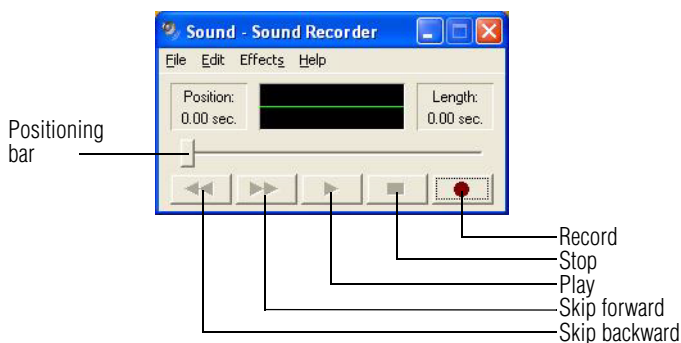 Sound - Sound Recorder
File Edit Effects Help
Position:
0.00 sec.
Length:
0.00 sec.
Positioning
bar
Record
Stop
Play
Skip forward
Skip backward